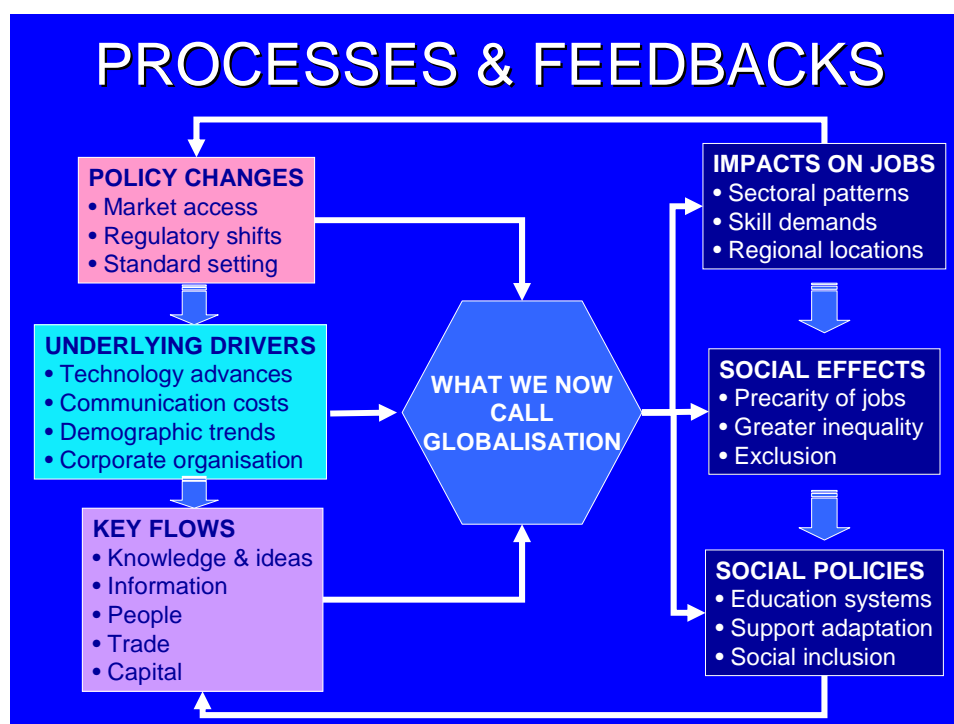 PROCESSES & FEEDBACKS
POLICY CHANGES
• Market access
• Regulatory shifts
• Standard setting
UNDERLYING DRIVERS
• Technology advances
• Communication costs
• Demographic trends
• Corporate organisation
KEY FLOWS
• Knowledge & ideas
• Information
• People
• Trade
• Capital
WHAT WE NOW
CALL
GLOBALISATION
IMPACTS ON JOBS
• Sectoral patterns
• Skill demands
• Regional locations
SOCIAL EFFECTS
• Precarity of jobs
• Greater inequality
• Exclusion
SOCIAL POLICIES
• Education systems
• Support adaptation
• Social inclusion